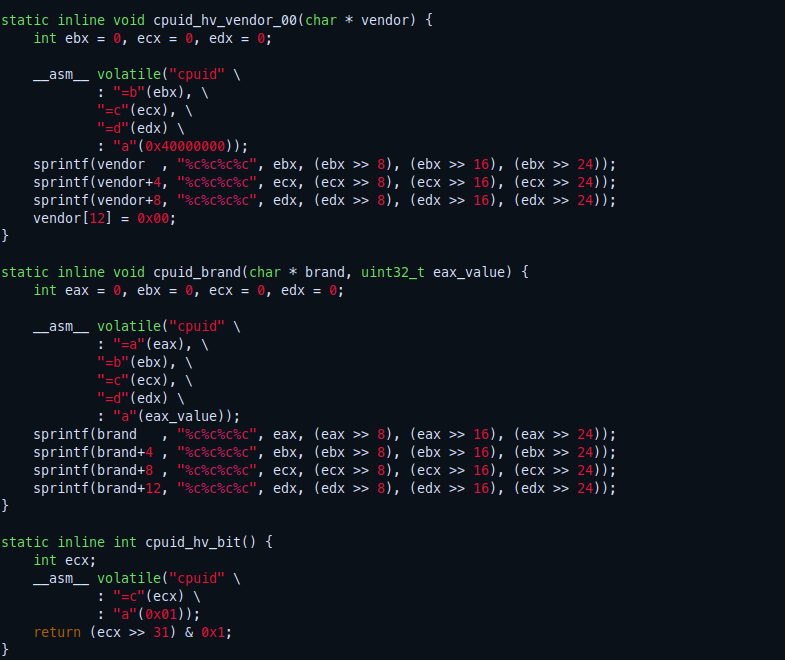 static inline void cpuid_hv_vendor_00(char * vendor) {
    int ebx = 0, ecx = 0, edx = 0;

    __asm__ volatile("cpuid" \
            : "=b"(ebx), \
            "=c"(ecx), \
            "=d"(edx) \
            : "a"(0x40000000));
    sprintf(vendor  , "%c%c%c%c", ebx, (ebx >> 8), (ebx >> 16), (ebx >> 24));
    sprintf(vendor+4, "%c%c%c%c", ecx, (ecx >> 8), (ecx >> 16), (ecx >> 24));
    sprintf(vendor+8, "%c%c%c%c", edx, (edx >> 8), (edx >> 16), (edx >> 24));
    vendor[12] = 0x00;
}

static inline void cpuid_brand(char * brand, uint32_t eax_value) {
    int eax = 0, ebx = 0, ecx = 0, edx = 0;

    __asm__ volatile("cpuid" \
            : "=a"(eax), \
            "=b"(ebx), \
            "=c"(ecx), \
            "=d"(edx) \
            : "a"(eax_value));
    sprintf(brand   , "%c%c%c%c", eax, (eax >> 8), (eax >> 16), (eax >> 24));
    sprintf(brand+4 , "%c%c%c%c", ebx, (ebx >> 8), (ebx >> 16), (ebx >> 24));
    sprintf(brand+8 , "%c%c%c%c", ecx, (ecx >> 8), (ecx >> 16), (ecx >> 24));
    sprintf(brand+12, "%c%c%c%c", edx, (edx >> 8), (edx >> 16), (edx >> 24));
}

static inline int cpuid_hv_bit() {
    int ecx;
    __asm__ volatile("cpuid" \
            : "=c"(ecx) \
            : "a"(0x01));
    return (ecx >> 31) & 0x1;
}